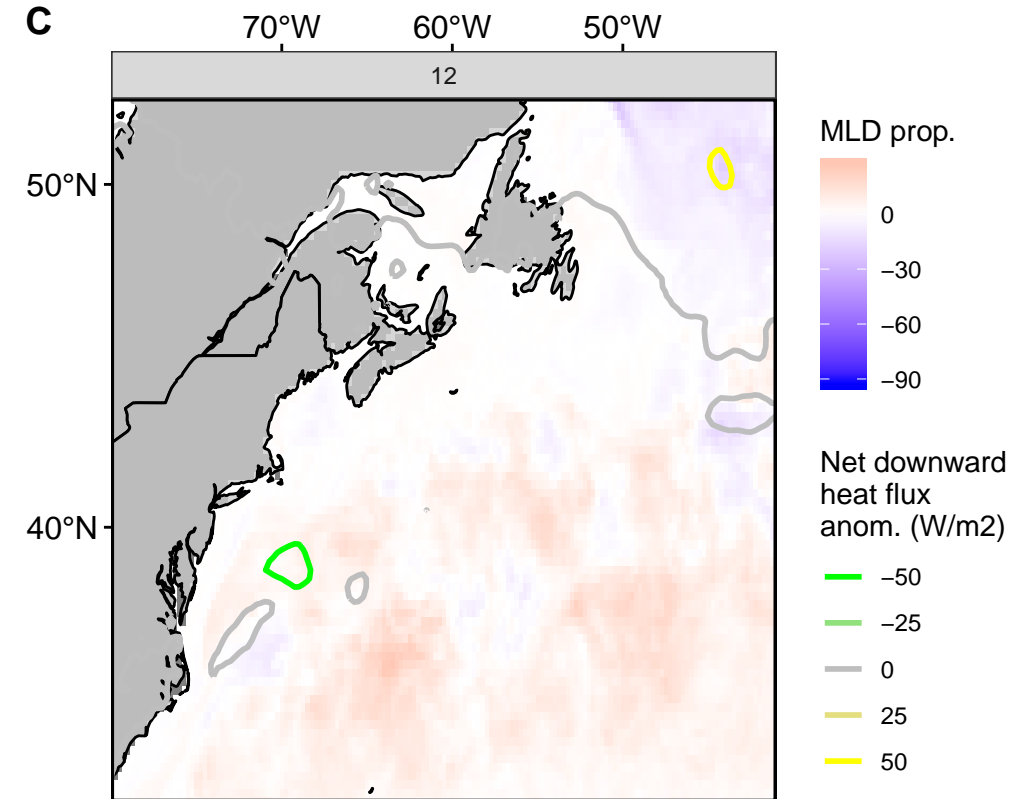 C
70°W 60°W 50°W
12
50°N
40°N
MLD prop.
0
−30
−60
−90
Net downward
heat flux
anom. (W/m2)
−50
−25
0
25
50